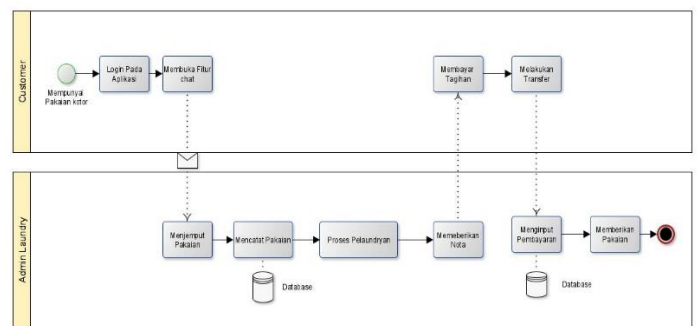 Customer
Mempunyai
Pakaian kotor
Login Pada
Aplikasi
Membuka Fitur
chat
Membayar
Tagihan
Melakukan
Transfer
Admin Laundry
Menjemput
Pakaian
Mencatat Pakaian
Proses Pelaundryan
Memeberikan
Nota
Menginput
Pembayaran
Memberikan
Pakaian
Database
Database